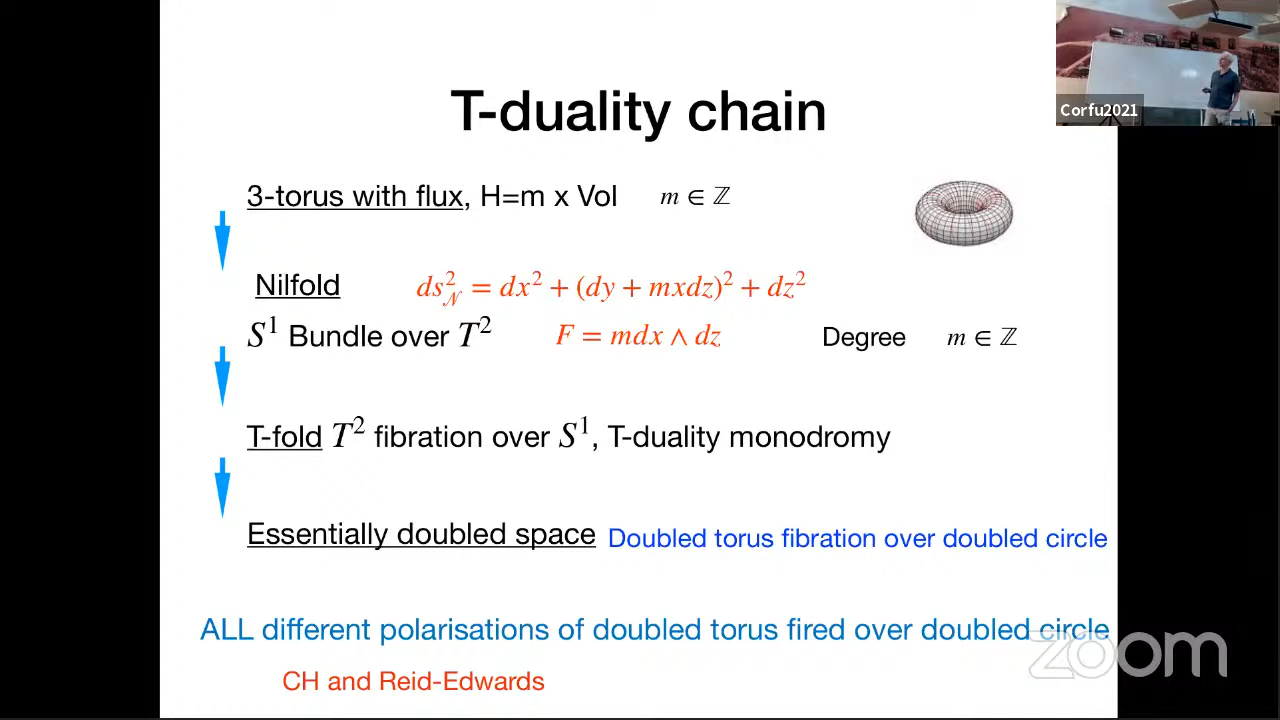 T-duality chain
Corfu2021
3-torus with flux, H=m x Vol m ∈ ℤ
Nilfold ds²_𝒩 = dx² + (dy + mxdz)² + dz²
S¹ Bundle over T² F = mdx ∧ dz Degree m ∈ ℤ
T-fold T² fibration over S¹, T-duality monodromy
Essentially doubled space Doubled torus fibration over doubled circle
ALL different polarisations of doubled torus fired over doubled circle
zoom
CH and Reid-Edwards